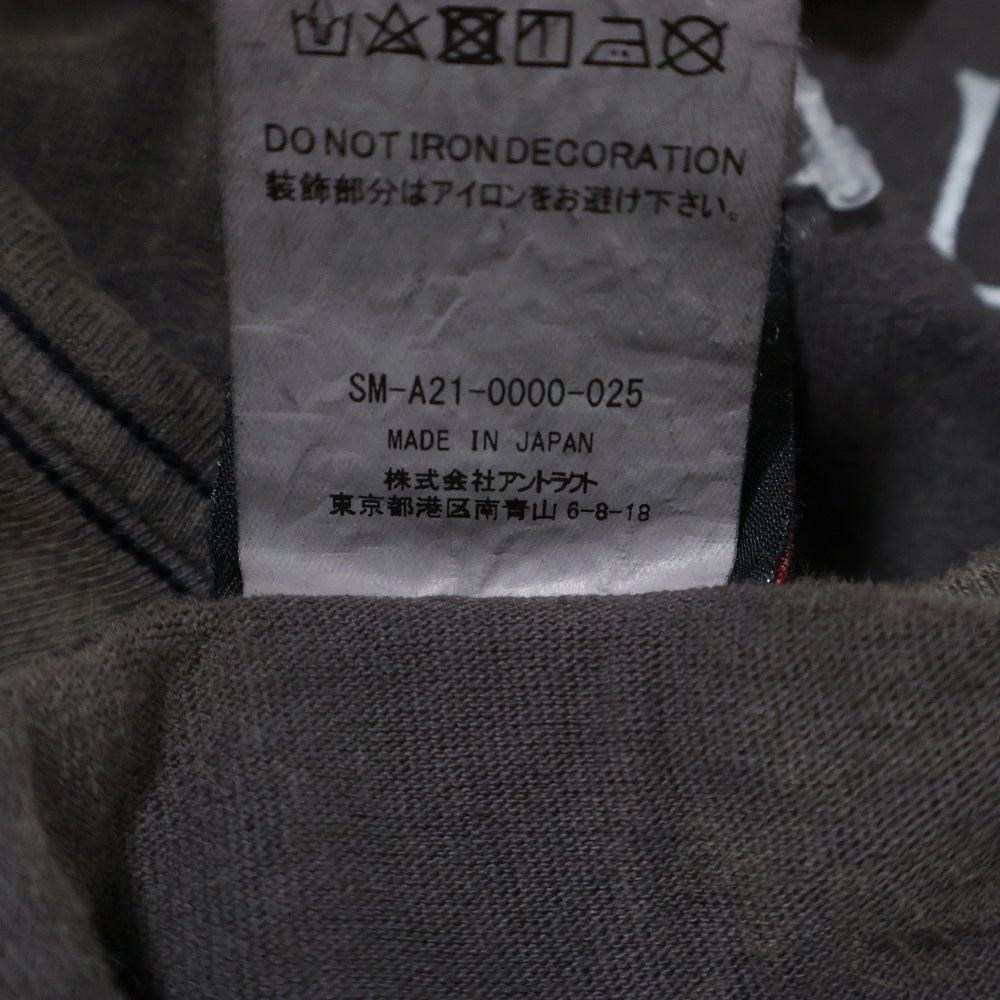 DO NOT IRON DECORATION
装飾部分はアイロンをお避け下さい。
SM-A21-0000-025
MADE IN JAPAN
株式会社アントラクト
東京都港区南青山 6-8-18